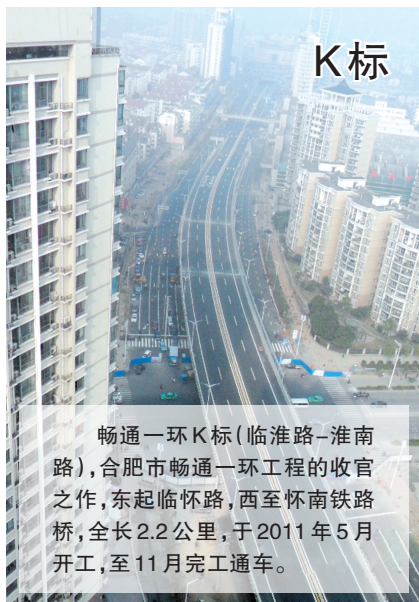 K标
畅通一环K标(临淮路-淮南
路),合肥市畅通一环工程的收官
之作,东起临怀路,西至怀南铁路
桥,全长2.2公里,于2011年5月
开工,至11月完工通车。